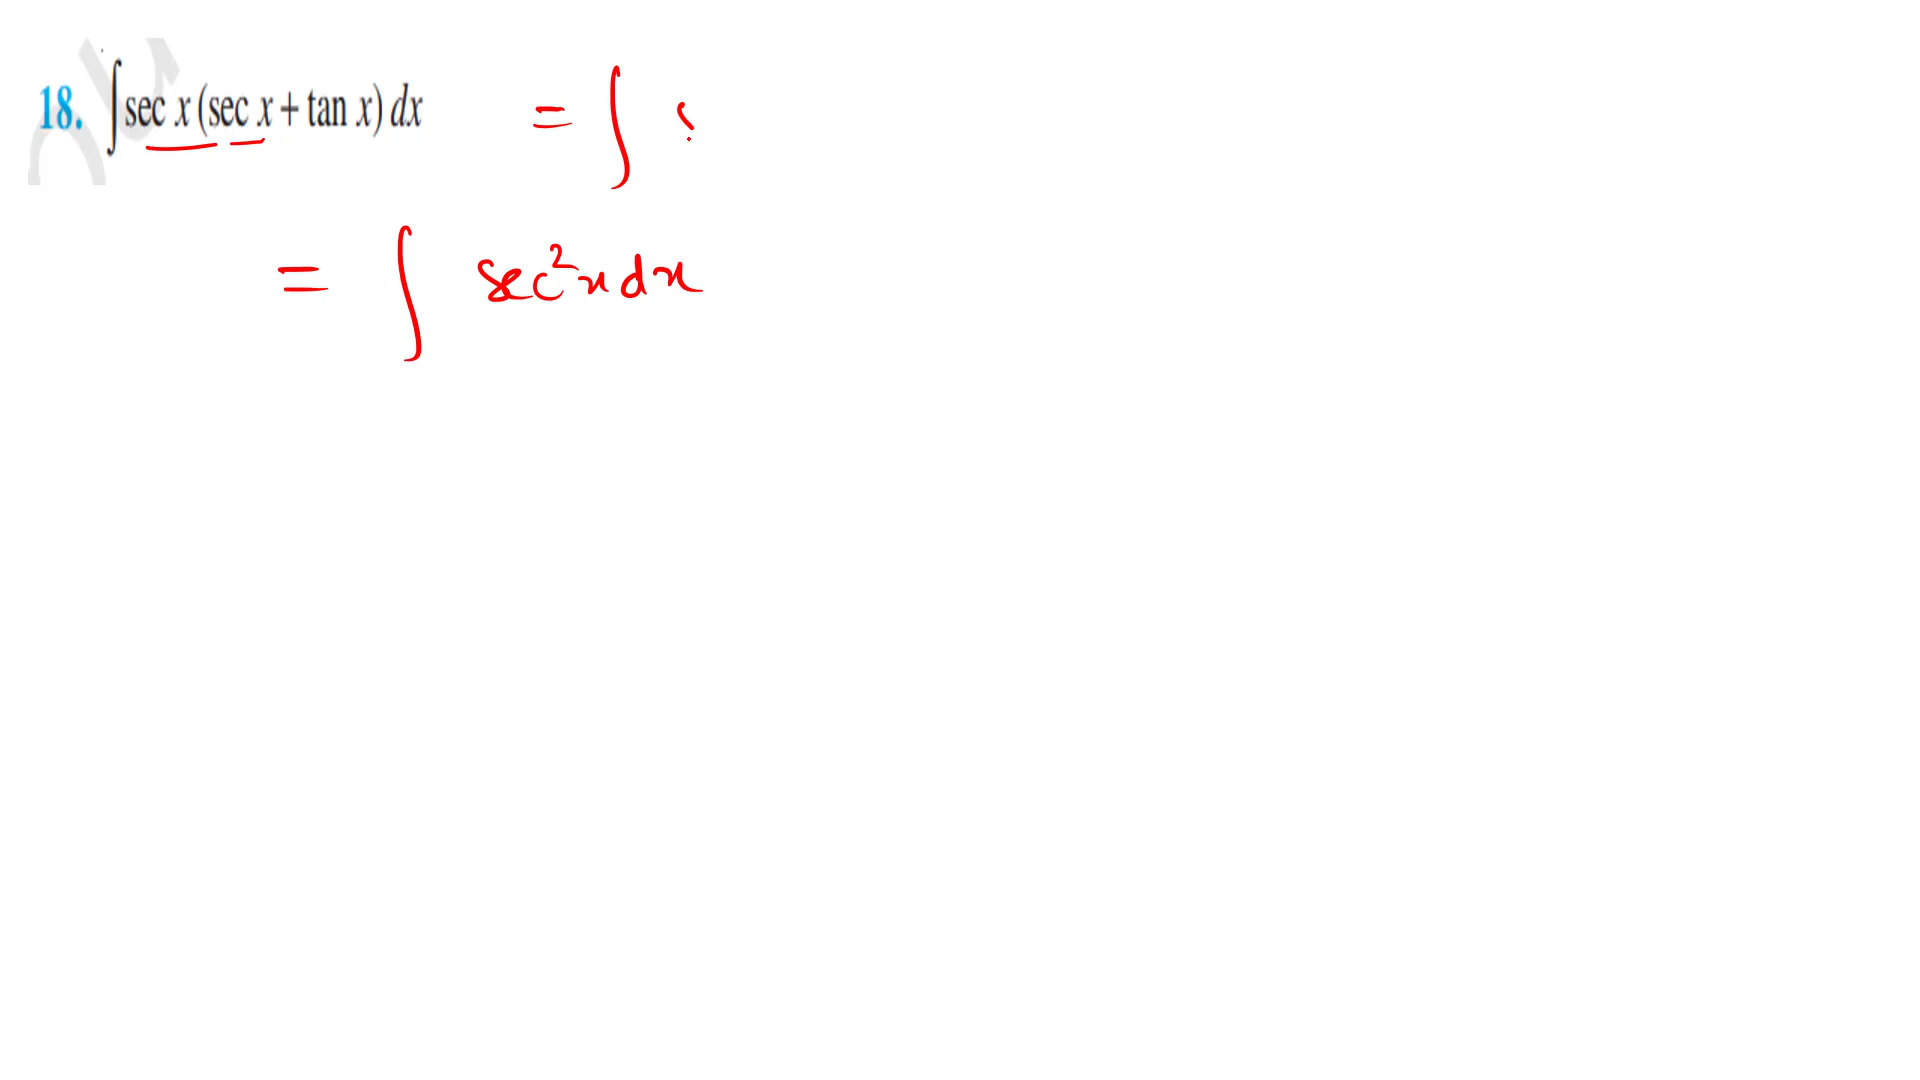 18. ∫ sec x (sec x + tan x) dx = ∫
= ∫ sec²x dx